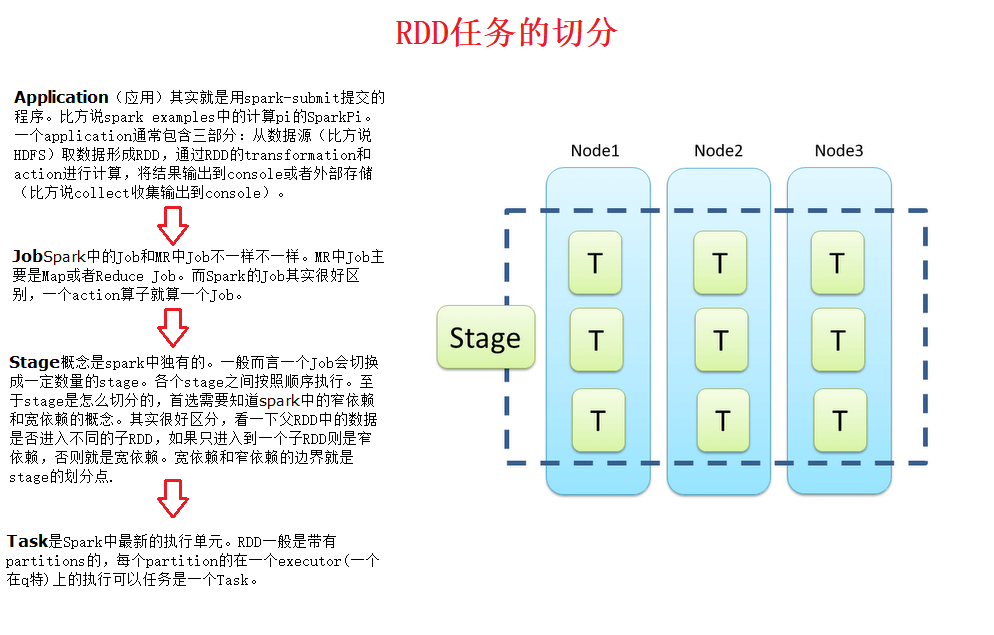 RDD任务的切分
Application（应用）其实就是用spark-submit提交的
程序。比方说spark examples中的计算pi的SparkPi。
一个application通常包含三部分：从数据源（比方说
HDFS）取数据形成RDD，通过RDD的transformation和
action进行计算，将结果输出到console或者外部存储
（比方说collect收集输出到console）。
JobSpark中的Job和MR中Job不一样不一样。MR中Job主
要是Map或者Reduce Job。而Spark的Job其实很好区
别，一个action算子就算一个Job。
Stage概念是spark中独有的。一般而言一个Job会切换
成一定数量的stage。各个stage之间按照顺序执行。至
于stage是怎么切分的，首选需要知道spark中的窄依赖
和宽依赖的概念。其实很好区分，看一下父RDD中的数据
是否进入不同的子RDD，如果只进入到一个子RDD则是窄
依赖，否则就是宽依赖。宽依赖和窄依赖的边界就是
stage的划分点.
Task是Spark中最新的执行单元。RDD一般是带有
partitions的，每个partition的在一个executor(一个
在q特)上的执行可以任务是一个Task。
Node1 Node2 Node3
T T T
Stage
T T T
T T T